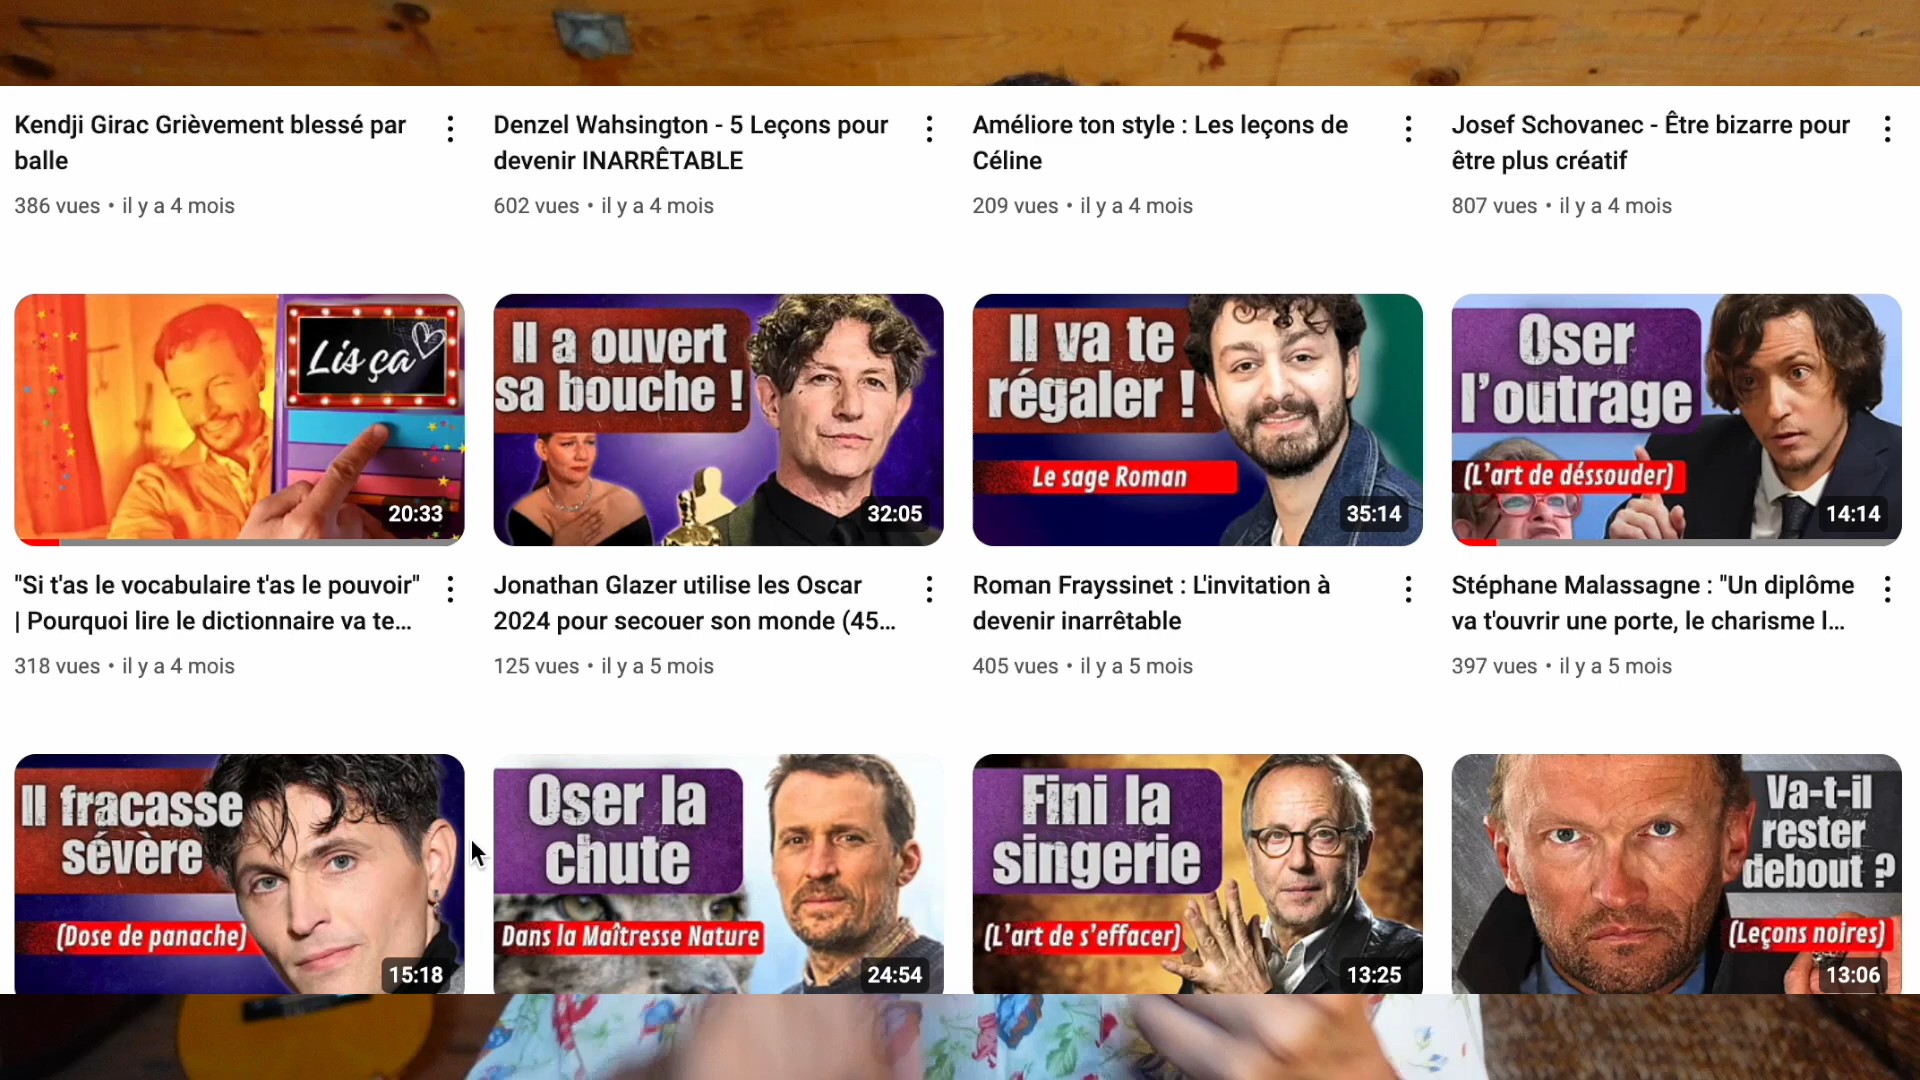 Kendji Girac Grièvement blessé par
balle
386 vues • il y a 4 mois
Denzel Wahsington - 5 Leçons pour
devenir INARRÊTABLE
602 vues • il y a 4 mois
Améliore ton style : Les leçons de
Céline
209 vues • il y a 4 mois
Josef Schovanec - Être bizarre pour
être plus créatif
807 vues • il y a 4 mois
Lis ça
20:33
"Si t'as le vocabulaire t'as le pouvoir"
| Pourquoi lire le dictionnaire va te...
318 vues • il y a 4 mois
Il a ouvert
sa bouche !
32:05
Jonathan Glazer utilise les Oscar
2024 pour secouer son monde (45...
125 vues • il y a 5 mois
Il va te
régaler !
Le sage Roman
35:14
Roman Frayssinet : L'invitation à
devenir inarrêtable
405 vues • il y a 5 mois
Oser
l'outrage
(L'art de déssouder)
14:14
Stéphane Malassagne : "Un diplôme
va t'ouvrir une porte, le charisme l...
397 vues • il y a 5 mois
Il fracasse
sévère
(Dose de panache)
15:18
Oser la
chute
Dans la Maîtresse Nature
24:54
Fini la
singerie
(L'art de s'effacer)
13:25
Va-t-il
rester
debout ?
(Leçons noires)
13:06